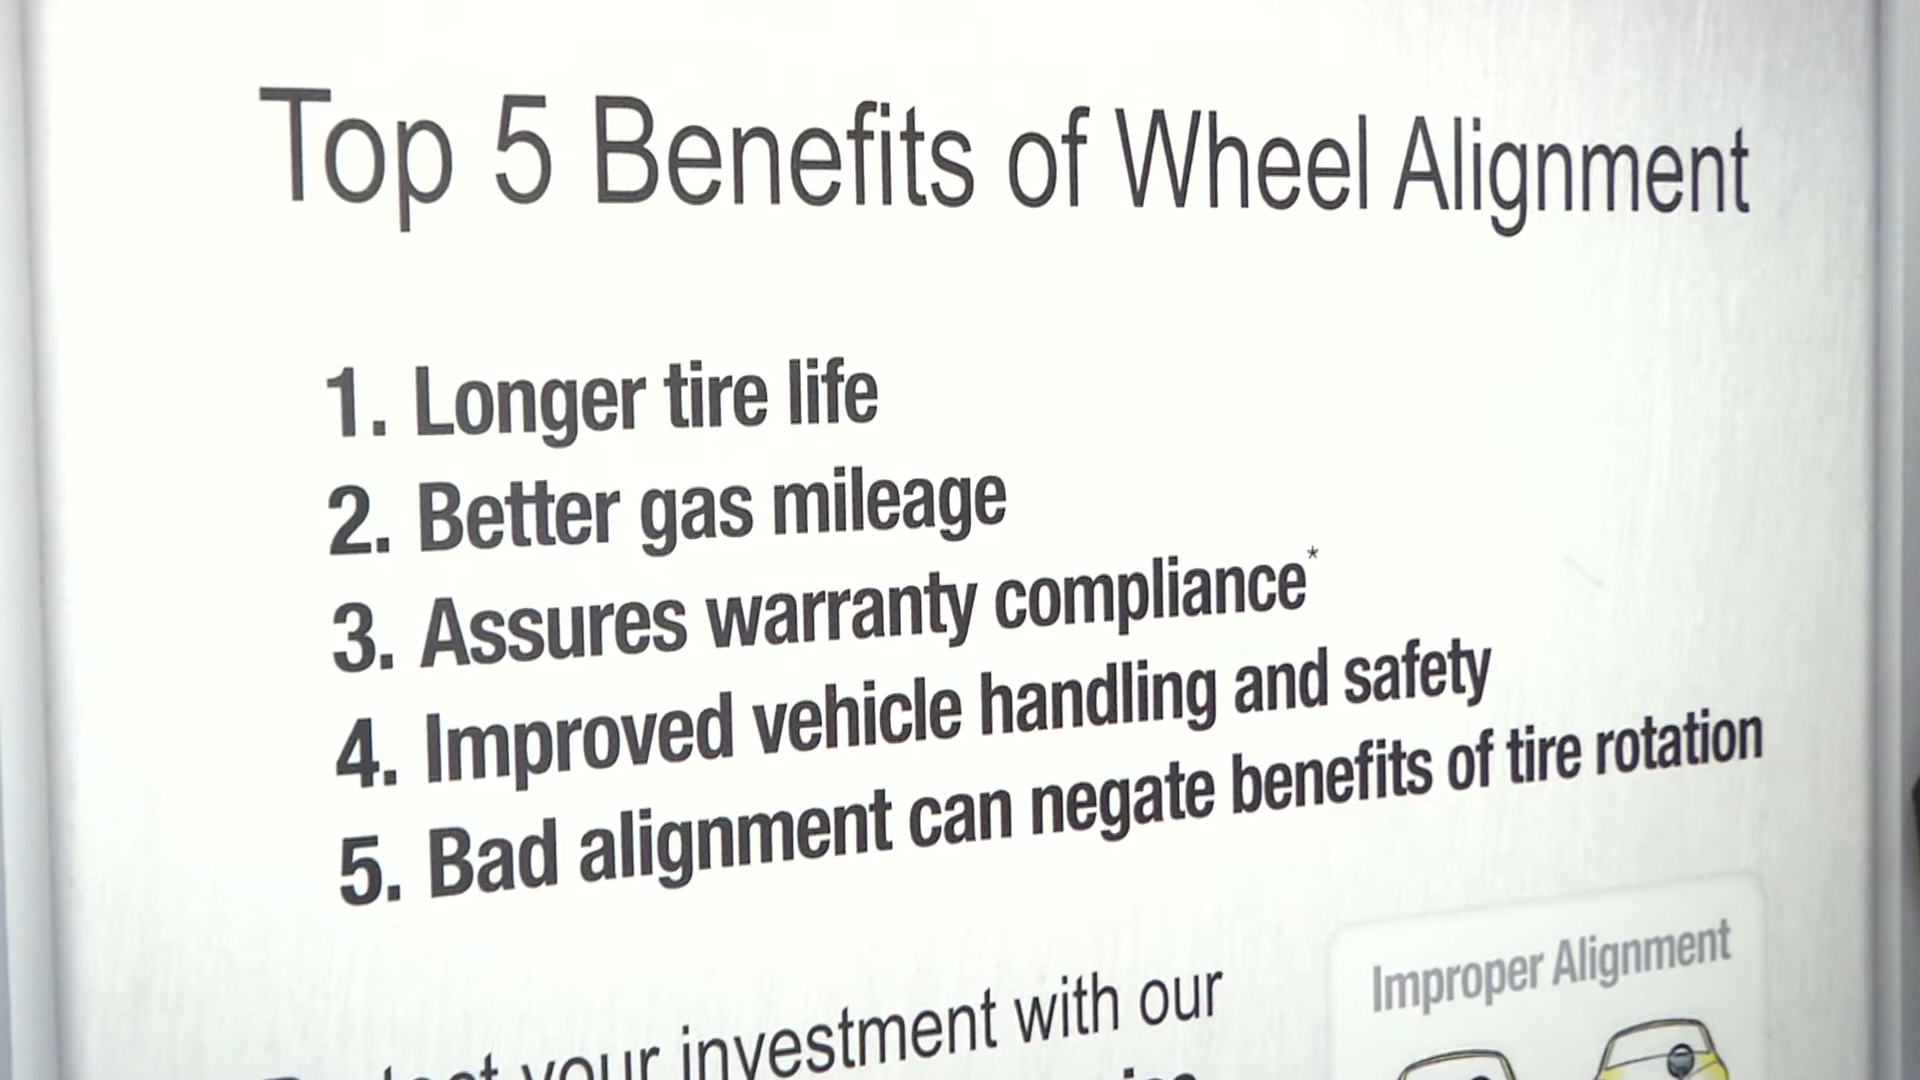 Top 5 Benefits of Wheel Alignment
1. Longer tire life
2. Better gas mileage
3. Assures warranty compliance*
4. Improved vehicle handling and safety
5. Bad alignment can negate benefits of tire rotation
Improper Alignment
your investment with our